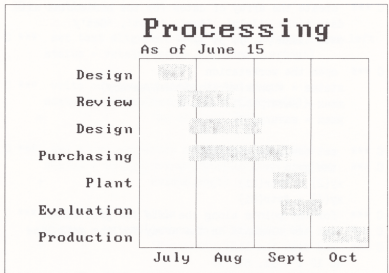 Processing
As of June 15
Design
Review
Design
Purchasing
Plant
Evaluation
Production
July Aug Sept Oct